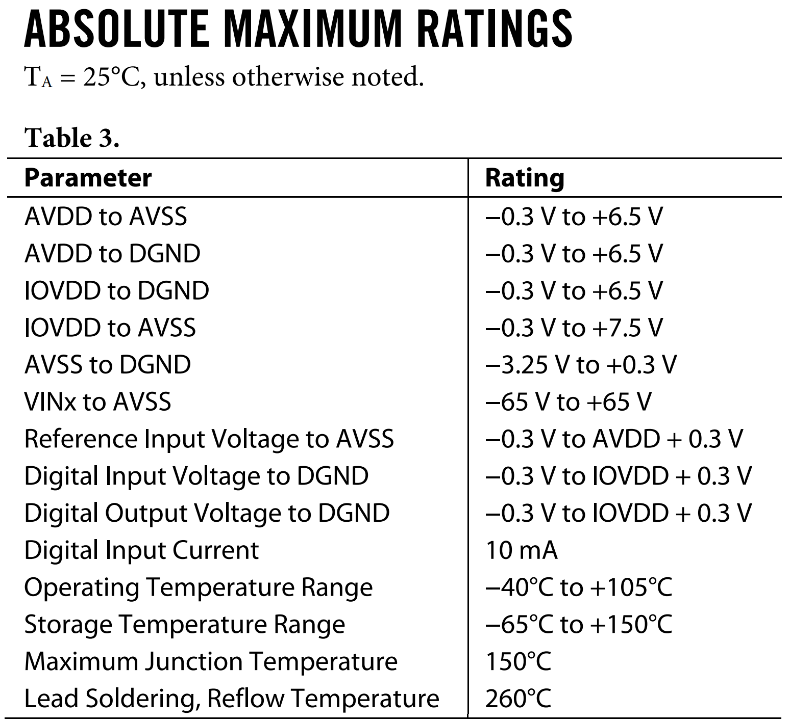 ABSOLUTE MAXIMUM RATINGS
TA = 25°C, unless otherwise noted.
Table 3.
Parameter Rating
AVDD to AVSS −0.3 V to +6.5 V
AVDD to DGND −0.3 V to +6.5 V
IOVDD to DGND −0.3 V to +6.5 V
IOVDD to AVSS −0.3 V to +7.5 V
AVSS to DGND −3.25 V to +0.3 V
VINx to AVSS −65 V to +65 V
Reference Input Voltage to AVSS −0.3 V to AVDD + 0.3 V
Digital Input Voltage to DGND −0.3 V to IOVDD + 0.3 V
Digital Output Voltage to DGND −0.3 V to IOVDD + 0.3 V
Digital Input Current 10 mA
Operating Temperature Range −40°C to +105°C
Storage Temperature Range −65°C to +150°C
Maximum Junction Temperature 150°C
Lead Soldering, Reflow Temperature 260°C